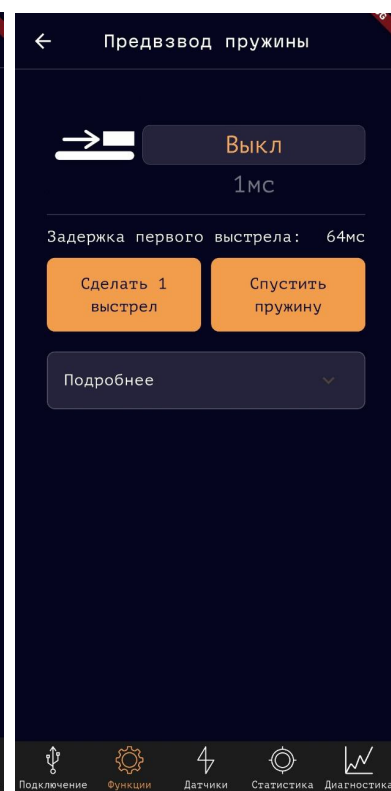 Предвзвод пружины
Выкл
1мс
Задержка первого выстрела: 64мс
Сделать 1
выстрел
Спустить
пружину
Подробнее
Подключение Функции Датчики Статистика Диагностика